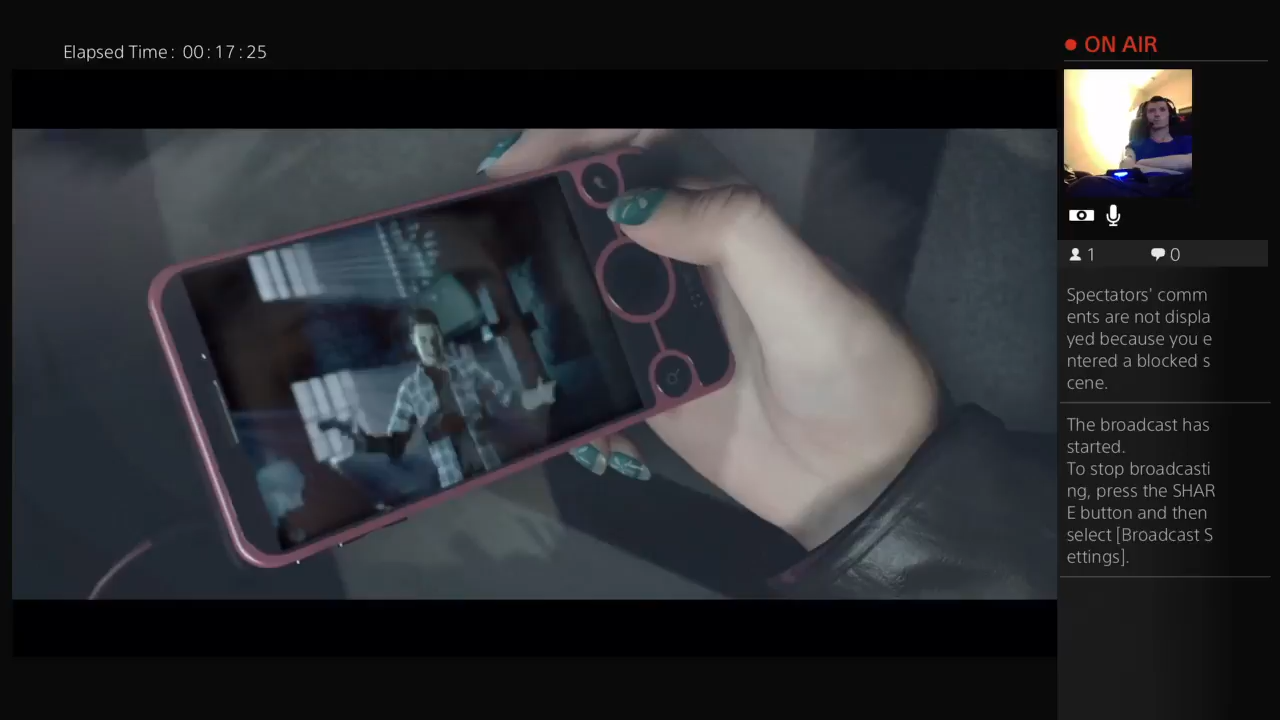 Elapsed Time: 00:17:25
ON AIR
1
0
Spectators' comm
ents are not displa
yed because you e
ntered a blocked s
cene.
The broadcast has
started.
To stop broadcasti
ng, press the SHAR
E button and then
select [Broadcast S
ettings].